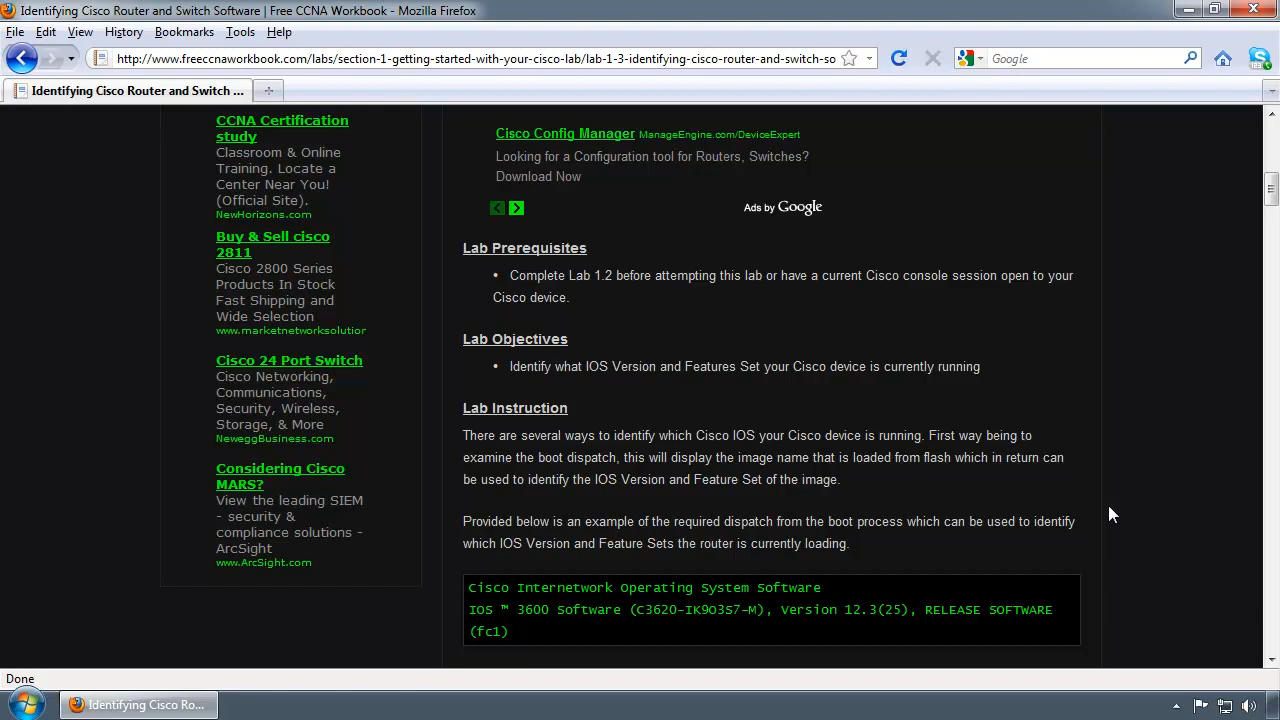 Identifying Cisco Router and Switch Software | Free CCNA Workbook - Mozilla Firefox
File Edit View History Bookmarks Tools Help
http://www.freeccnaworkbook.com/labs/section-1-getting-started-with-your-cisco-lab/lab-1-3-identifying-cisco-router-and-switch-so
Google
Identifying Cisco Router and Switch ...
CCNA Certification
study
Classroom & Online
Training. Locate a
Center Near You!
(Official Site).
NewHorizons.com
Buy & Sell cisco
2811
Cisco 2800 Series
Products In Stock
Fast Shipping and
Wide Selection
www.marketnetworksolutior
Cisco 24 Port Switch
Cisco Networking,
Communications,
Security, Wireless,
Storage, & More
NeweggBusiness.com
Considering Cisco
MARS?
View the leading SIEM
- security &
compliance solutions -
ArcSight
www.ArcSight.com
Cisco Config Manager ManageEngine.com/DeviceExpert
Looking for a Configuration tool for Routers, Switches?
Download Now
Ads by Google
Lab Prerequisites
• Complete Lab 1.2 before attempting this lab or have a current Cisco console session open to your
Cisco device.
Lab Objectives
• Identify what IOS Version and Features Set your Cisco device is currently running
Lab Instruction
There are several ways to identify which Cisco IOS your Cisco device is running. First way being to
examine the boot dispatch, this will display the image name that is loaded from flash which in return can
be used to identify the IOS Version and Feature Set of the image.
Provided below is an example of the required dispatch from the boot process which can be used to identify
which IOS Version and Feature Sets the router is currently loading.
Cisco Internetwork Operating System Software
IOS ™ 3600 Software (C3620-IK9O3S7-M), Version 12.3(25), RELEASE SOFTWARE
(fc1)
Done
Identifying Cisco Ro...